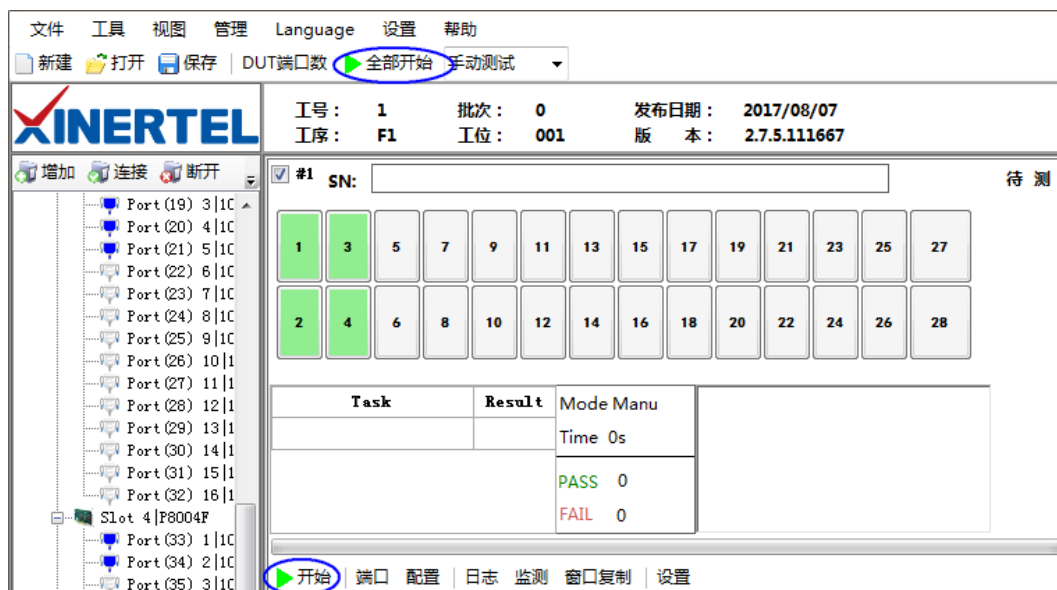 文件 工具 视图 管理 Language 设置 帮助
新建 打开 保存 DUT端口数 全部开始 手动测试
XINERTEL
工号： 1 批次： 0 发布日期： 2017/08/07
工序： F1 工位： 001 版 本： 2.7.5.111667
增加 连接 断开
Port(19) 3|10
Port(20) 4|10
Port(21) 5|10
Port(22) 6|10
Port(23) 7|10
Port(24) 8|10
Port(25) 9|10
Port(26) 10|1
Port(27) 11|1
Port(28) 12|1
Port(29) 13|1
Port(30) 14|1
Port(31) 15|1
Port(32) 16|1
Slot 4|P8004F
Port(33) 1|10
Port(34) 2|10
Port(35) 3|10
#1 SN: 待 测
1 3 5 7 9 11 13 15 17 19 21 23 25 27
2 4 6 8 10 12 14 16 18 20 22 24 26 28
Task Result Mode Manu
Time 0s
PASS 0
FAIL 0
开始 端口 配置 日志 监测 窗口复制 设置